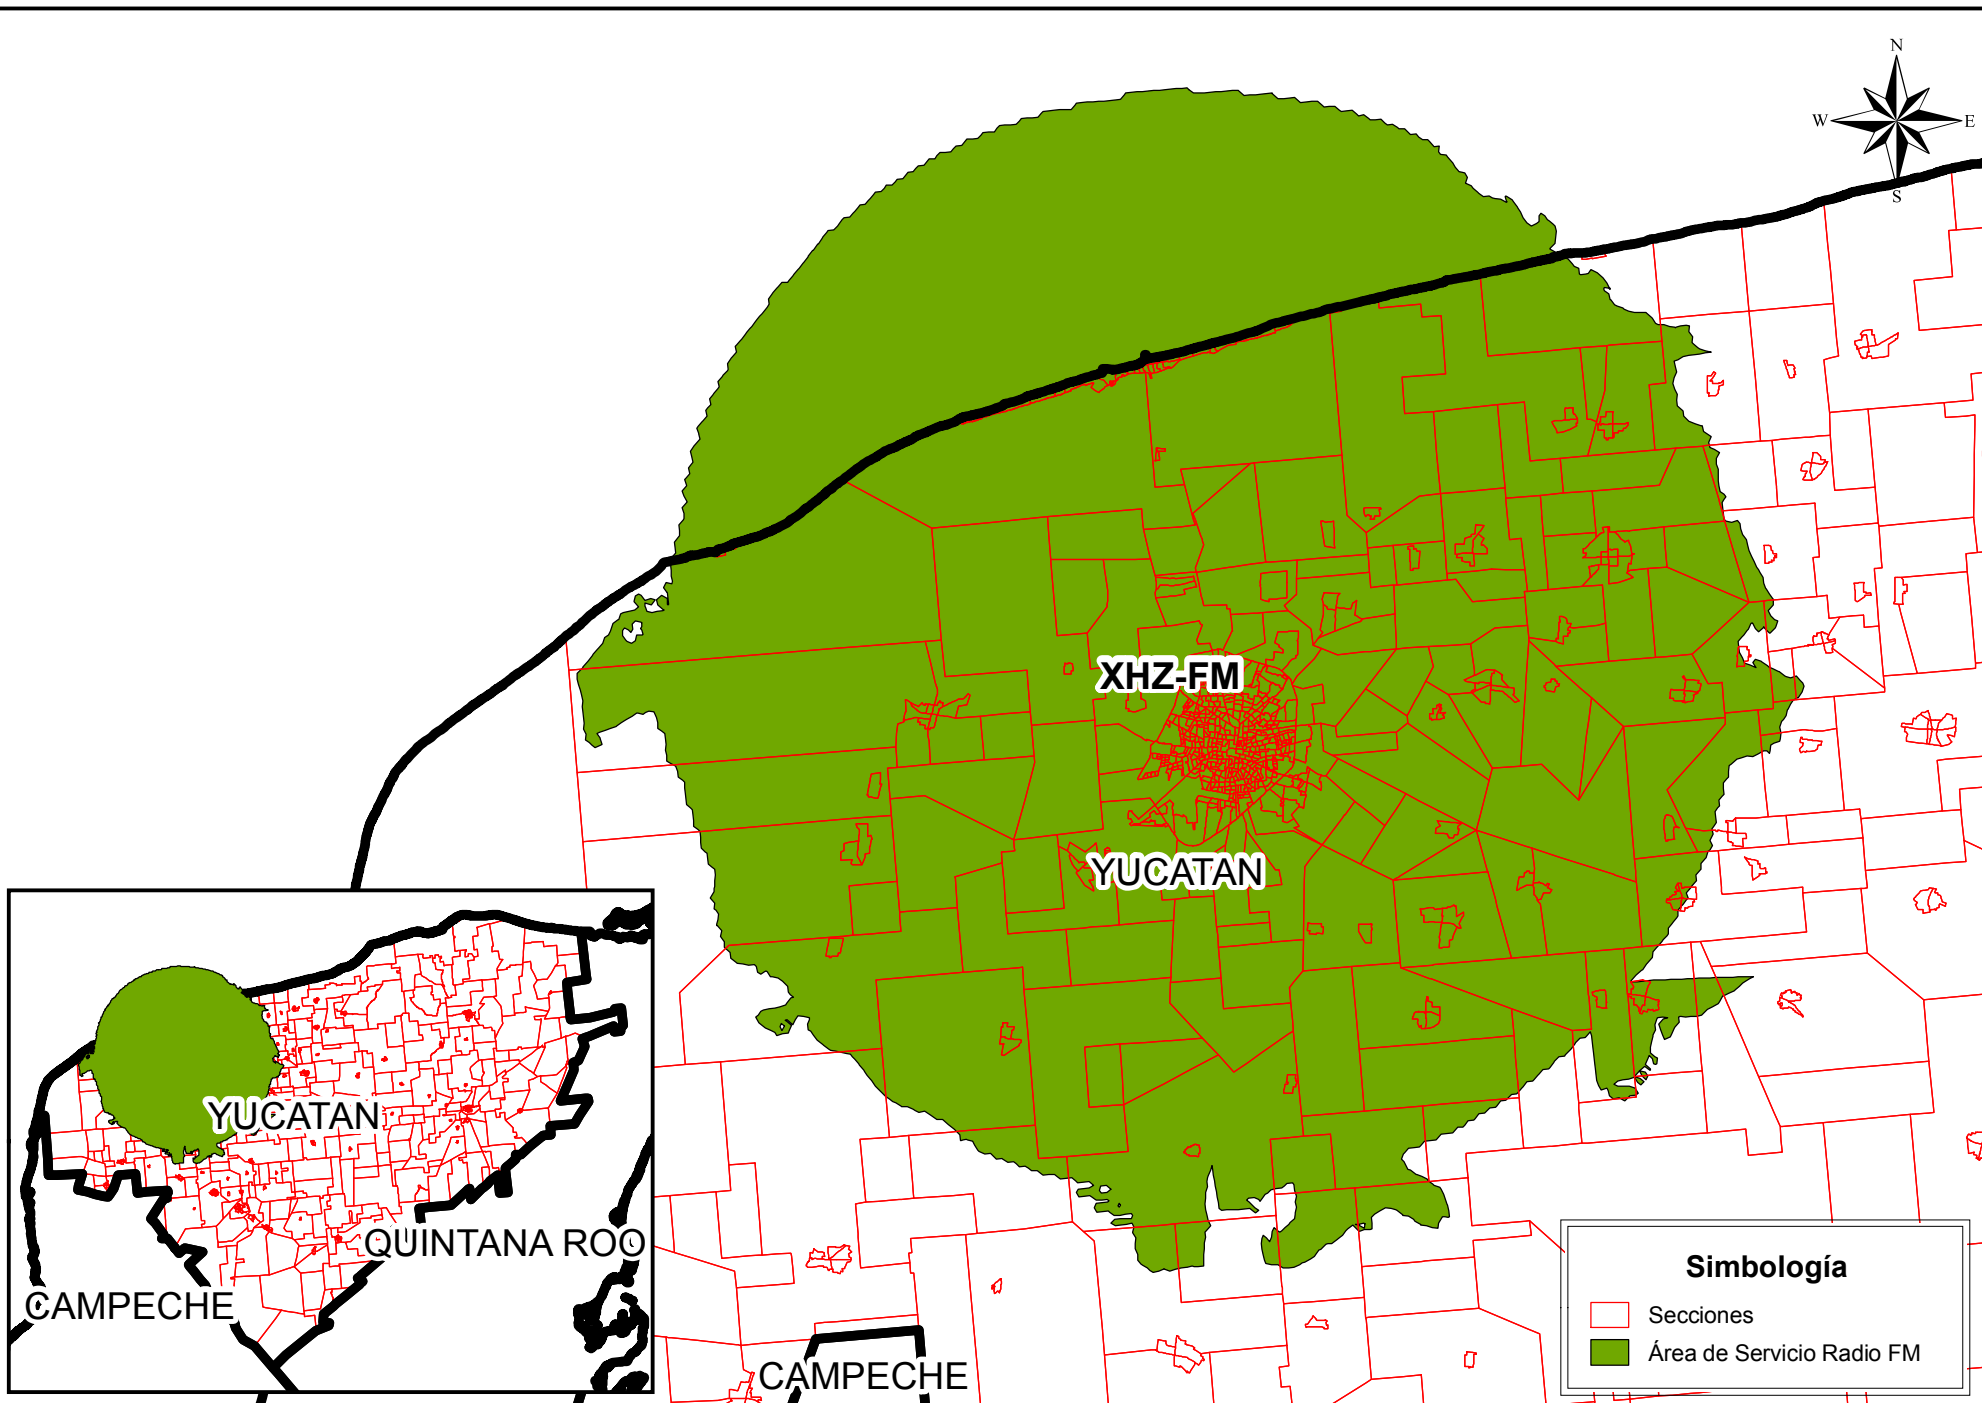 N
W
E
S
XHZ-FM
YUCATAN
YUCATAN
QUINTANA ROO
CAMPECHE
CAMPECHE
Simbología
Secciones
Área de Servicio Radio FM